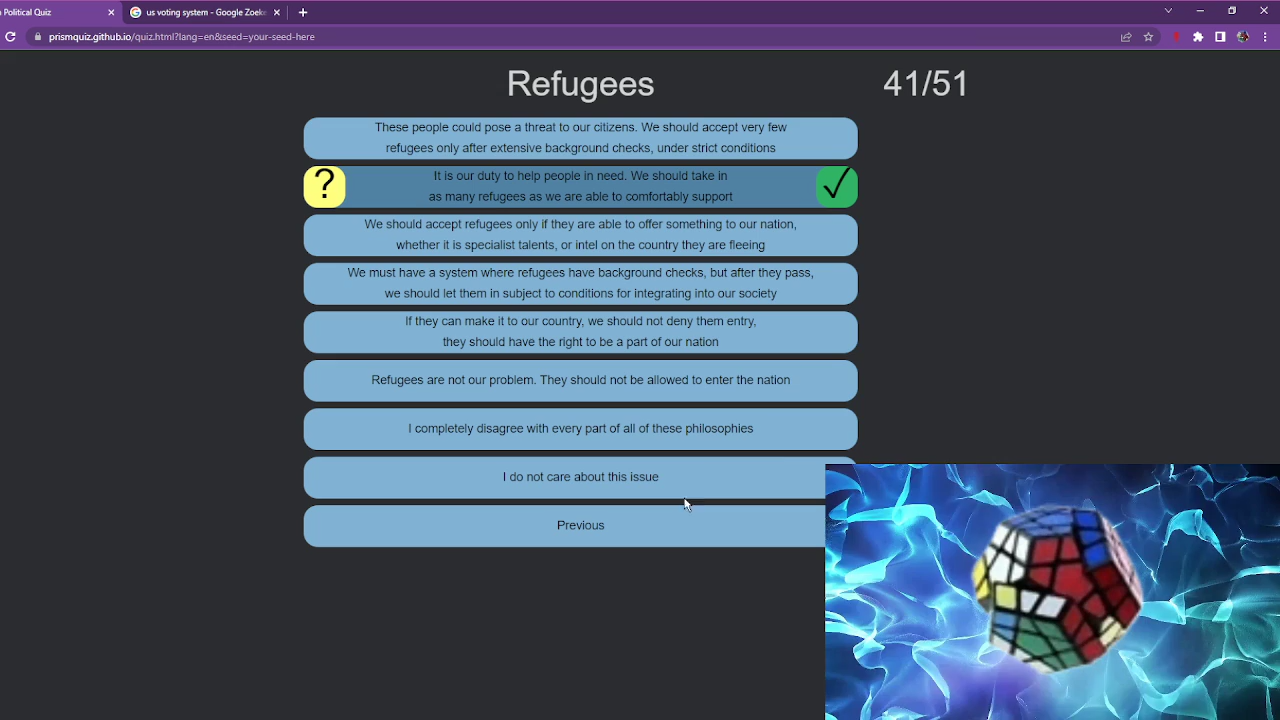 Political Quiz
us voting system - Google Zoeke
prismquiz.github.io/quiz.html?lang=en&seed=your-seed-here
Refugees
41/51
These people could pose a threat to our citizens. We should accept very few
refugees only after extensive background checks, under strict conditions
?
It is our duty to help people in need. We should take in
as many refugees as we are able to comfortably support
✓
We should accept refugees only if they are able to offer something to our nation,
whether it is specialist talents, or intel on the country they are fleeing
We must have a system where refugees have background checks, but after they pass,
we should let them in subject to conditions for integrating into our society
If they can make it to our country, we should not deny them entry,
they should have the right to be a part of our nation
Refugees are not our problem. They should not be allowed to enter the nation
I completely disagree with every part of all of these philosophies
I do not care about this issue
Previous